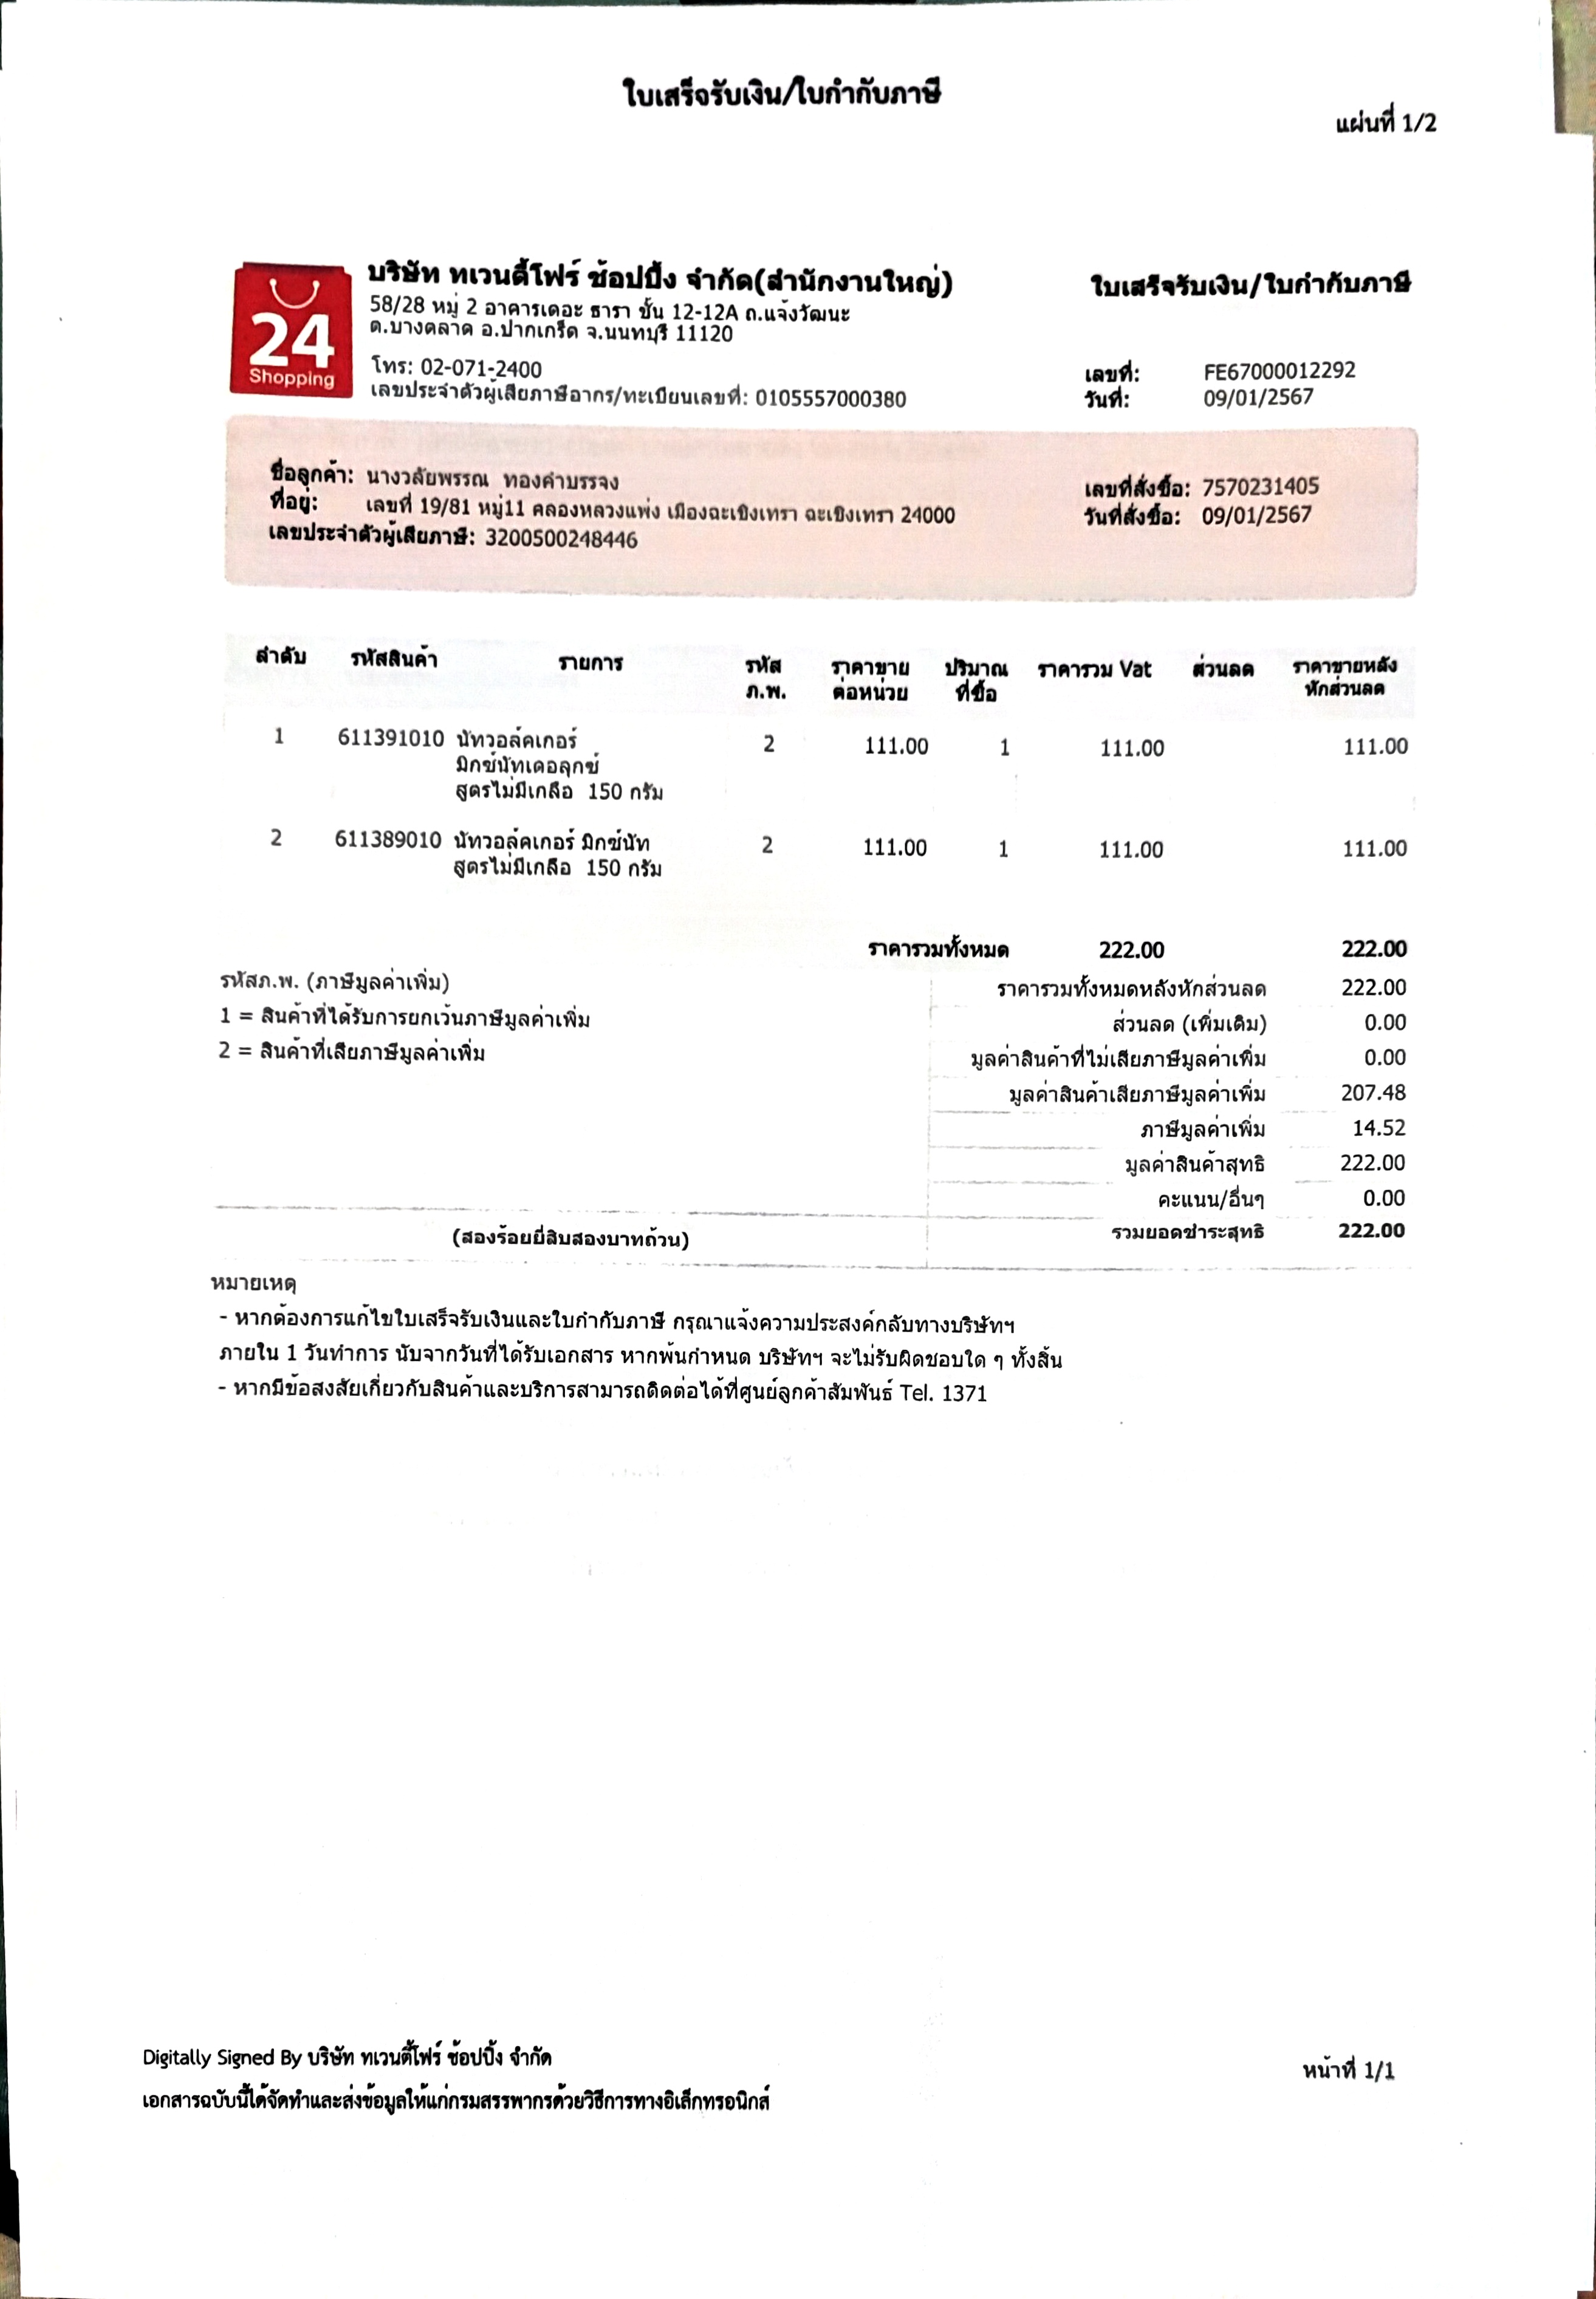 ใบเสร็จรับเงิน/ใบกำกับภาษี
แผ่นที่ 1/2
24
Shopping
บริษัท ทเวนตี้โฟร์ ช้อปปิ้ง จำกัด(สำนักงานใหญ่)
58/28 หมู่ 2 อาคารเดอะ ธารา ชั้น 12-12A ถ.แจ้งวัฒนะ
ต.บางตลาด อ.ปากเกร็ด จ.นนทบุรี 11120
โทร: 02-071-2400
เลขประจำตัวผู้เสียภาษีอากร/ทะเบียนเลขที่: 0105557000380
ใบเสร็จรับเงิน/ใบกำกับภาษี
เลขที่: FE67000012292
วันที่: 09/01/2567
ชื่อลูกค้า: นางวลัยพรรณ ทองคำบรรจง
ที่อยู่: เลขที่ 19/81 หมู่11 คลองหลวงแพ่ง เมืองฉะเชิงเทรา ฉะเชิงเทรา 24000
เลขประจำตัวผู้เสียภาษี: 3200500248446
เลขที่สั่งซื้อ: 7570231405
วันที่สั่งซื้อ: 09/01/2567
ลำดับ รหัสสินค้า รายการ รหัส ราคาขาย ปริมาณ ราคารวม Vat ส่วนลด ราคาขายหลัง
ภ.พ. ต่อหน่วย ที่ซื้อ หักส่วนลด
1 611391010 นัทวอล์คเกอร์ 2 111.00 1 111.00 111.00
มิกซ์นัทเดอลุกซ์
สูตรไม่มีเกลือ 150 กรัม
2 611389010 นัทวอล์คเกอร์ มิกซ์นัท 2 111.00 1 111.00 111.00
สูตรไม่มีเกลือ 150 กรัม
ราคารวมทั้งหมด 222.00 222.00
รหัสภ.พ. (ภาษีมูลค่าเพิ่ม)
1 = สินค้าที่ได้รับการยกเว้นภาษีมูลค่าเพิ่ม
2 = สินค้าที่เสียภาษีมูลค่าเพิ่ม
ราคารวมทั้งหมดหลังหักส่วนลด 222.00
ส่วนลด (เพิ่มเติม) 0.00
มูลค่าสินค้าที่ไม่เสียภาษีมูลค่าเพิ่ม 0.00
มูลค่าสินค้าเสียภาษีมูลค่าเพิ่ม 207.48
ภาษีมูลค่าเพิ่ม 14.52
มูลค่าสินค้าสุทธิ 222.00
คะแนน/อื่นๆ 0.00
(สองร้อยยี่สิบสองบาทถ้วน) รวมยอดชำระสุทธิ 222.00
หมายเหตุ
- หากต้องการแก้ไขใบเสร็จรับเงินและใบกำกับภาษี กรุณาแจ้งความประสงค์กลับทางบริษัทฯ
ภายใน 1 วันทำการ นับจากวันที่ได้รับเอกสาร หากพ้นกำหนด บริษัทฯ จะไม่รับผิดชอบใด ๆ ทั้งสิ้น
- หากมีข้อสงสัยเกี่ยวกับสินค้าและบริการสามารถติดต่อได้ที่ศูนย์ลูกค้าสัมพันธ์ Tel. 1371
Digitally Signed By บริษัท ทเวนตี้โฟร์ ช้อปปิ้ง จำกัด
เอกสารฉบับนี้ได้จัดทำและส่งข้อมูลให้แก่กรมสรรพากรด้วยวิธีการทางอิเล็กทรอนิกส์
หน้าที่ 1/1